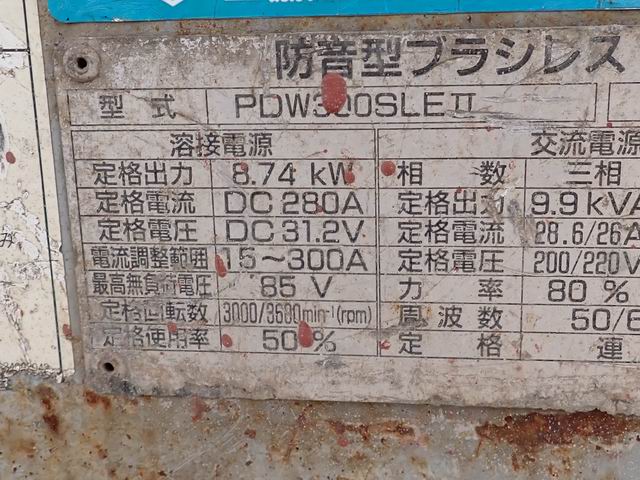 防音型ブラシレス
型式 PDW300SLEⅡ
溶接電源 交流電源
定格出力 8.74 kW 相数 三相
定格電流 DC 280A 定格出力 9.9 kVA
定格電圧 DC 31.2V 定格電流 28.6/26A
電流調整範囲 15~300A 定格電圧 200/220V
最高無負荷電圧 85 V 力率 80 %
定格回転数 3000/3600min⁻¹(rpm) 周波数 50/6
定格使用率 50 % 定格 連
み